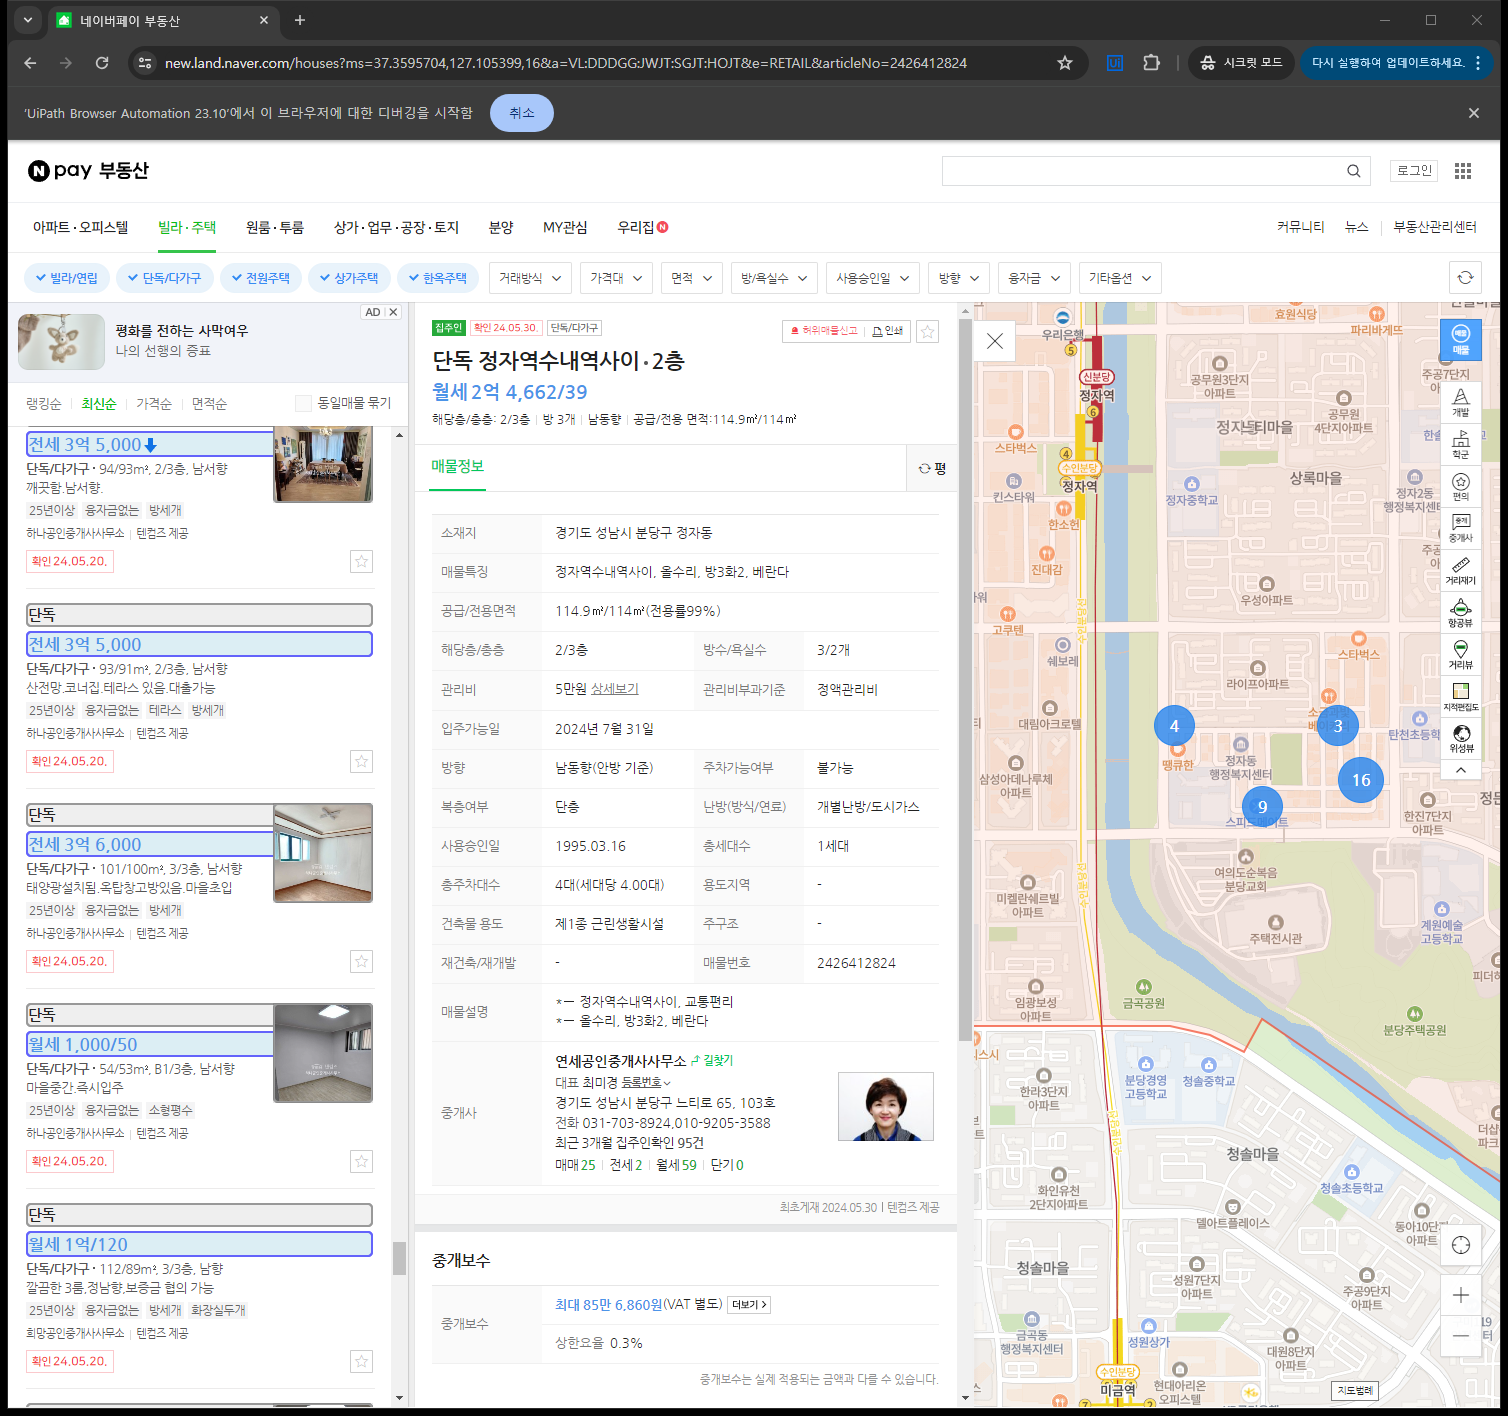 네이버페이 부동산
new.land.naver.com/houses?ms=37.3595704,127.105399,16&a=VL:DDDGG:JWJT:SGJT:HOJT&e=RETAIL&articleNo=2426412824
시크릿 모드
다시 실행하여 업데이트하세요.
'UiPath Browser Automation 23.10'에서 이 브라우저에 대한 디버깅을 시작함
취소
N pay 부동산
로그인
아파트·오피스텔 빌라·주택 원룸·투룸 상가·업무·공장·토지 분양 MY관심 우리집 N
커뮤니티 뉴스 부동산관리센터
빌라/연립 단독/다가구 전원주택 상가주택 한옥주택 거래방식 가격대 면적 방/욕실수 사용승인일 방향 융자금 기타옵션
AD
평화를 전하는 사막여우
나의 선행의 증표
랭킹순 최신순 가격순 면적순 동일매물 묶기
전세 3억 5,000
단독/다가구 · 94/93m², 2/3층, 남서향
깨끗함.남서향.
25년이상 융자금없는 방세개
하나공인중개사사무소 텐컴즈 제공
확인 24.05.20.
단독
전세 3억 5,000
단독/다가구 · 93/91m², 2/3층, 남서향
산전망.코너집.테라스 있음.대출가능
25년이상 융자금없는 테라스 방세개
하나공인중개사사무소 텐컴즈 제공
확인 24.05.20.
단독
전세 3억 6,000
단독/다가구 · 101/100m², 3/3층, 남서향
태양광설치됨.옥탑창고방있음.마을초입
25년이상 융자금없는 방세개
하나공인중개사사무소 텐컴즈 제공
확인 24.05.20.
단독
월세 1,000/50
단독/다가구 · 54/53m², B1/3층, 남서향
마을중간.즉시입주
25년이상 융자금없는 소형평수
하나공인중개사사무소 텐컴즈 제공
확인 24.05.20.
단독
월세 1억/120
단독/다가구 · 112/89m², 3/3층, 남향
깔끔한 3룸,정남향,보증금 협의 가능
25년이상 융자금없는 방세개 화장실두개
희망공인중개사사무소 텐컴즈 제공
확인 24.05.20.
집주인 확인 24.05.30. 단독/다가구
허위매물신고 인쇄
단독 정자역수내역사이 · 2층
월세 2억 4,662/39
해당층/총층: 2/3층 방 3개 남동향 공급/전용 면적:114.9㎡/114㎡
매물정보
평
소재지 경기도 성남시 분당구 정자동
매물특징 정자역수내역사이, 올수리, 방3화2, 베란다
공급/전용면적 114.9㎡/114㎡(전용률99%)
해당층/총층 2/3층 방수/욕실수 3/2개
관리비 5만원 상세보기 관리비부과기준 정액관리비
입주가능일 2024년 7월 31일
방향 남동향(안방 기준) 주차가능여부 불가능
복층여부 단층 난방(방식/연료) 개별난방/도시가스
사용승인일 1995.03.16 총세대수 1세대
총주차대수 4대(세대당 4.00대) 용도지역 -
건축물 용도 제1종 근린생활시설 주구조 -
재건축/재개발 - 매물번호 2426412824
매물설명
*ㅡ 정자역수내역사이, 교통편리
*ㅡ 올수리, 방3화2, 베란다
중개사
연세공인중개사사무소 길찾기
대표 최미경 등록번호
경기도 성남시 분당구 느티로 65, 103호
전화 031-703-8924,010-9205-3588
최근 3개월 집주인확인 95건
매매 25 전세 2 월세 59 단기 0
최초게재 2024.05.30 텐컴즈 제공
중개보수
중개보수
최대 85만 6,860원(VAT 별도) 더보기
상한요율 0.3%
중개보수는 실제 적용되는 금액과 다를 수 있습니다.
우리은행
5
신분당
정자역
6
효원식당
파리바게뜨
공무원3단지
아파트
주공7단지
아파트
공무원
4단지아파트
스타벅스
4
수인분당
정자역
킨스타워
한소헌
정자중학교
상록마을
정자2동
행정복지센터
진대감
우성아파트
고쿠텐
쉐보레
스타벅스
라이프아파트
대림아크로텔
4
3
탄천초등학
땡큐한
정자동
행정복지센터
삼성아데나루체
아파트
16
9
한진7단지
아파트
여의도순복음
분당교회
미켈란쉐르빌
아파트
주택전시관
계원예술
고등학교
피더하
임광보성
아파트
금곡공원
분당주택공원
스시
한라3단지
아파트
분당경영
고등학교
청솔중학교
더샵
파크
청솔마을
화인유천
2단지아파트
청솔초등학교
델아트플레이스
동아10단지
아파트
청솔마을
성원7단지
아파트
주공9단지
아파트
금곡동
행정복지센터
성원상가
대원8단지
아파트
수인분당
미금역
7
2
현대아리온
오피스텔
지도범례
매물
매물
개발
학군
편의
중개
중개사
거리재기
항공뷰
거리뷰
지적편집도
위성뷰